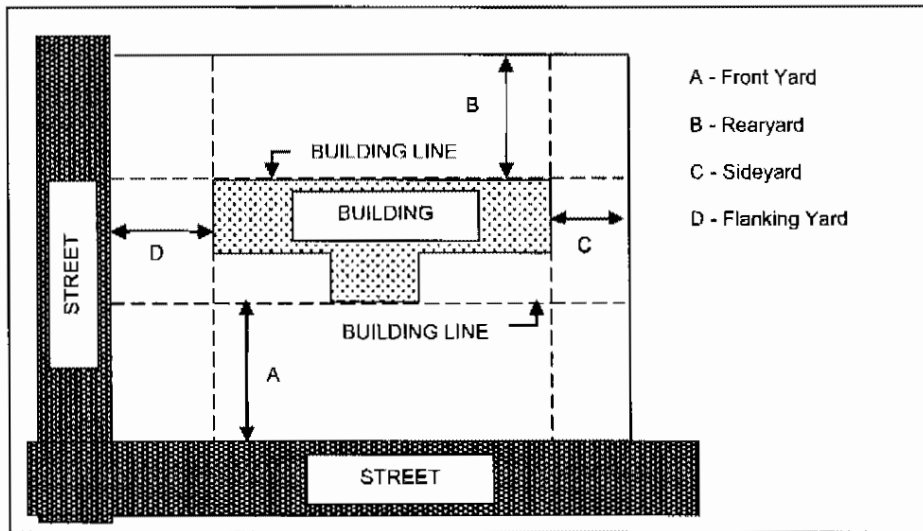 A - Front Yard
B
B - Rearyard
BUILDING LINE
C - Sideyard
BUILDING
D - Flanking Yard
D
C
STREET
BUILDING LINE
A
STREET